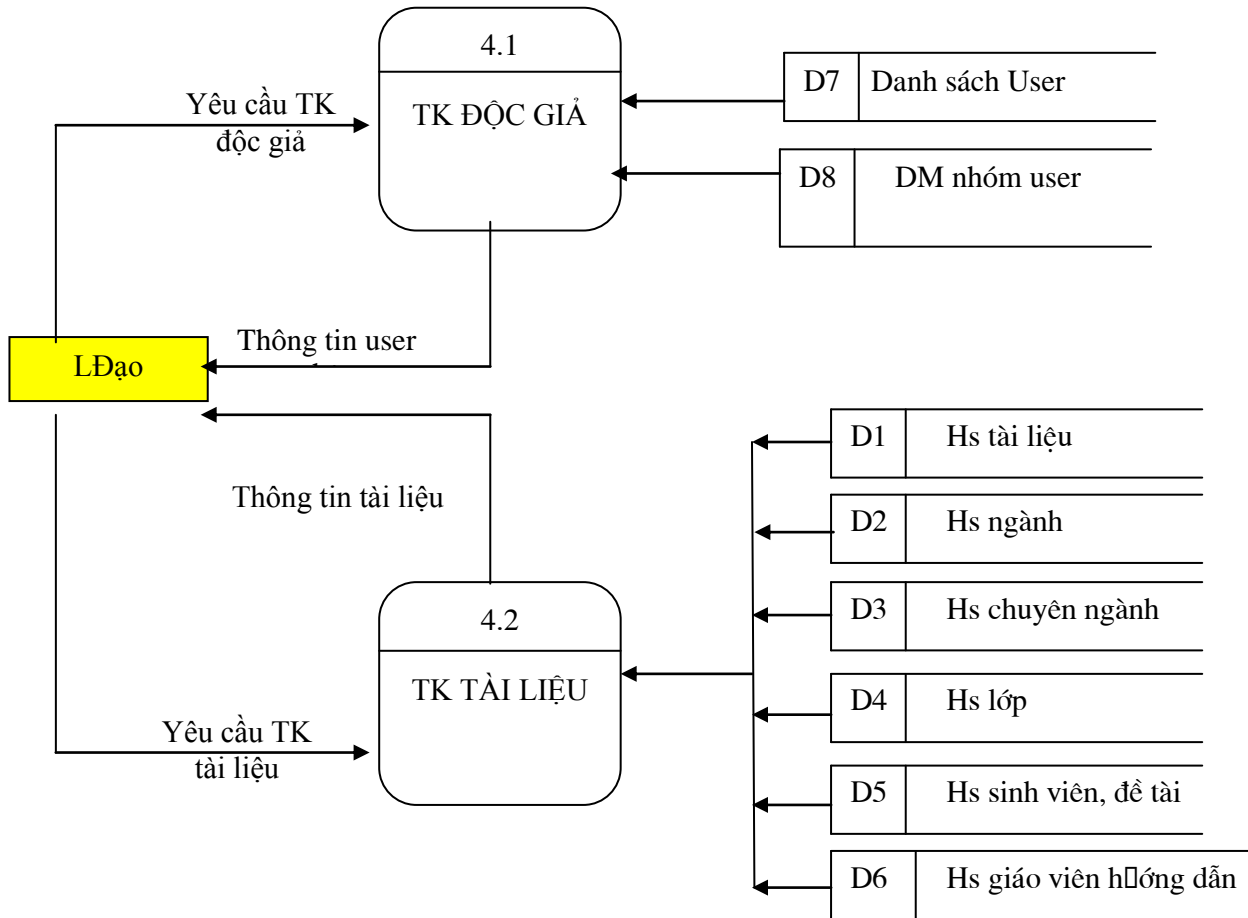 4.1
TK ĐỘC GIẢ
Yêu cầu TK
độc giả
D7 Danh sách User
D8 DM nhóm user
LĐạo
Thông tin user
Thông tin tài liệu
4.2
TK TÀI LIỆU
Yêu cầu TK
tài liệu
D1 Hs tài liệu
D2 Hs ngành
D3 Hs chuyên ngành
D4 Hs lớp
D5 Hs sinh viên, đề tài
D6 Hs giáo viên h▯ớng dẫn